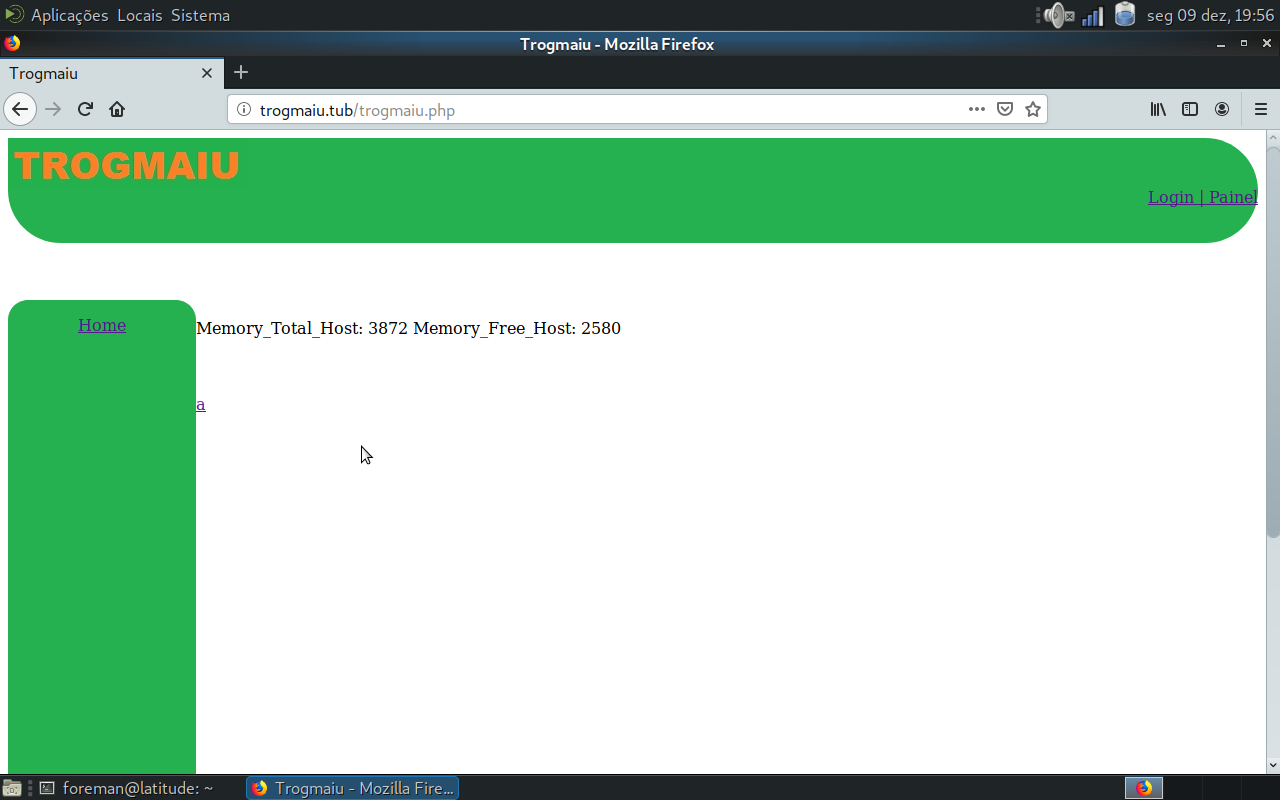 Aplicações Locais Sistema
seg 09 dez, 19:56
Trogmaiu - Mozilla Firefox
Trogmaiu
trogmaiu.tub/trogmaiu.php
TROGMAIU
Login | Painel
Home
Memory_Total_Host: 3872 Memory_Free_Host: 2580
a
foreman@latitude: ~
Trogmaiu - Mozilla Fire...